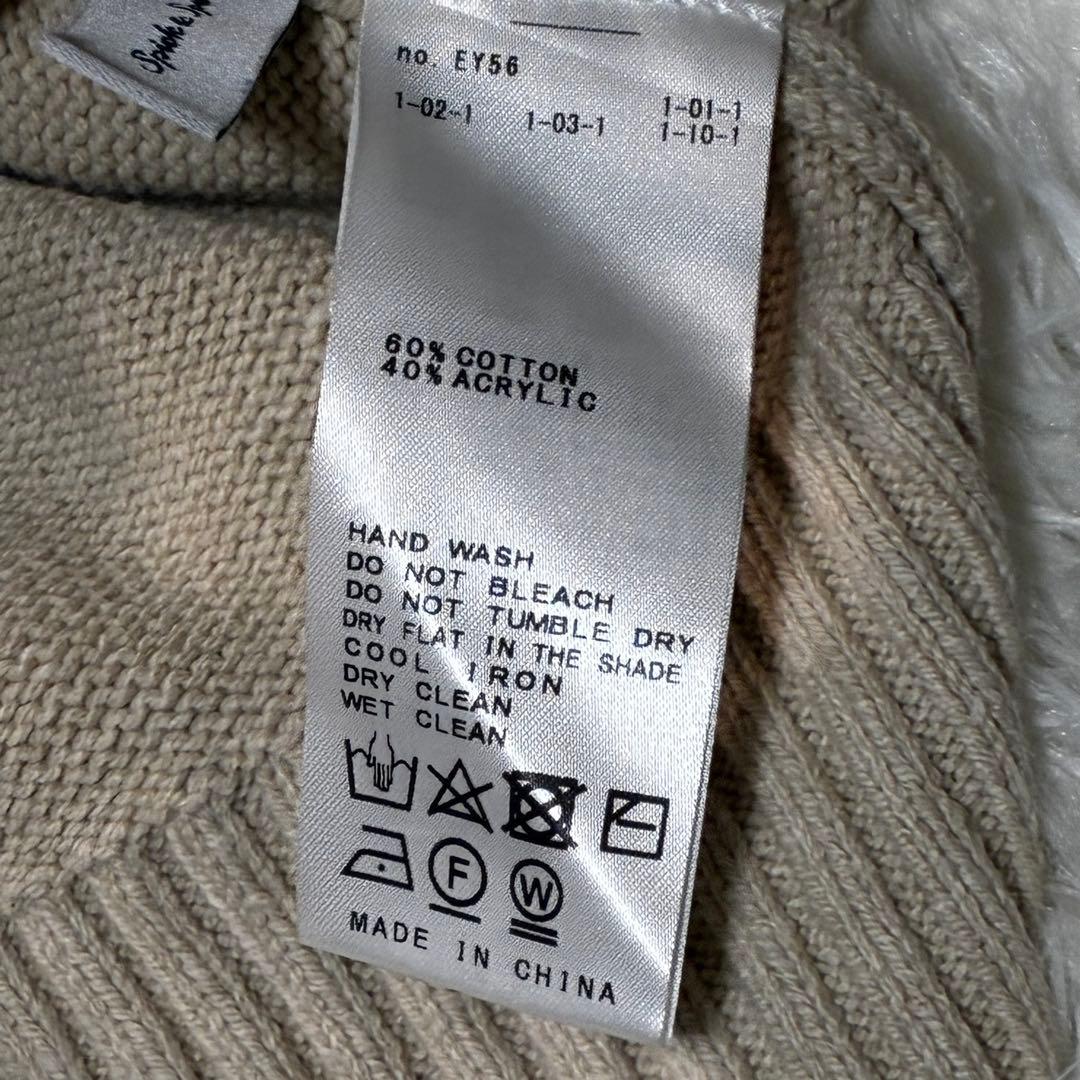 no. EY56
1-01-1
1-02-1 1-03-1 1-10-1
60% COTTON
40% ACRYLIC
HAND WASH
DO NOT BLEACH
DO NOT TUMBLE DRY
DRY FLAT IN THE SHADE
COOL IRON
DRY CLEAN
WET CLEAN
F W
MADE IN CHINA